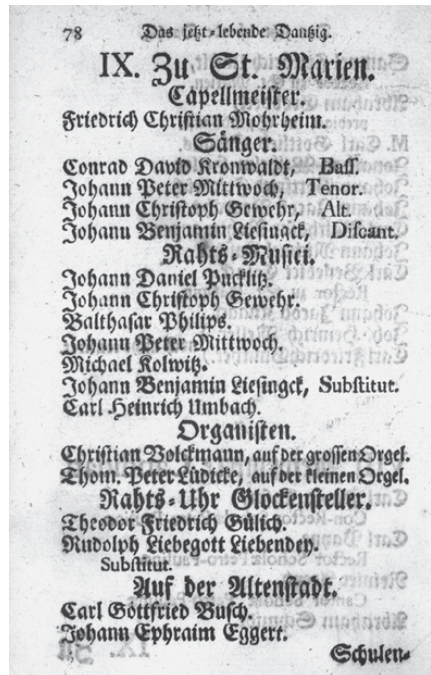 78 Das jetzt-lebende Dantzig.
IX. Zu St. Marien.
Capellmeister.
Friedrich Christian Mohrheim.
Sänger.
Conrad David Kronwaldt, Bass.
Johann Peter Mittwoch, Tenor.
Johann Christoph Gewehr, Alt.
Johann Benjamin Liesingck, Discant.
Rahts-Musici.
Johann Daniel Pucklitz.
Johann Christoph Gewehr.
Balthasar Philips.
Johann Peter Mittwoch.
Michael Kolwitz.
Johann Benjamin Liesingck, Substitut.
Carl Heinrich Umbach.
Organisten.
Christian Volckmann, auf der grossen Orgel.
Thom. Peter Lüdicke, auf der kleinen Orgel.
Rahts-Uhr Glockensteller.
Theodor Friedrich Gülich.
Rudolph Liebegott Liebendey.
Substitut.
Auf der Altenstadt.
Carl Gottfried Busch.
Johann Ephraim Eggert.
Schulen-